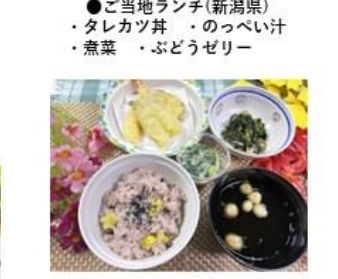 ●ご当地ランチ(新潟県)
・タレカツ丼　・のっぺい汁
・煮菜　・ぶどうゼリー